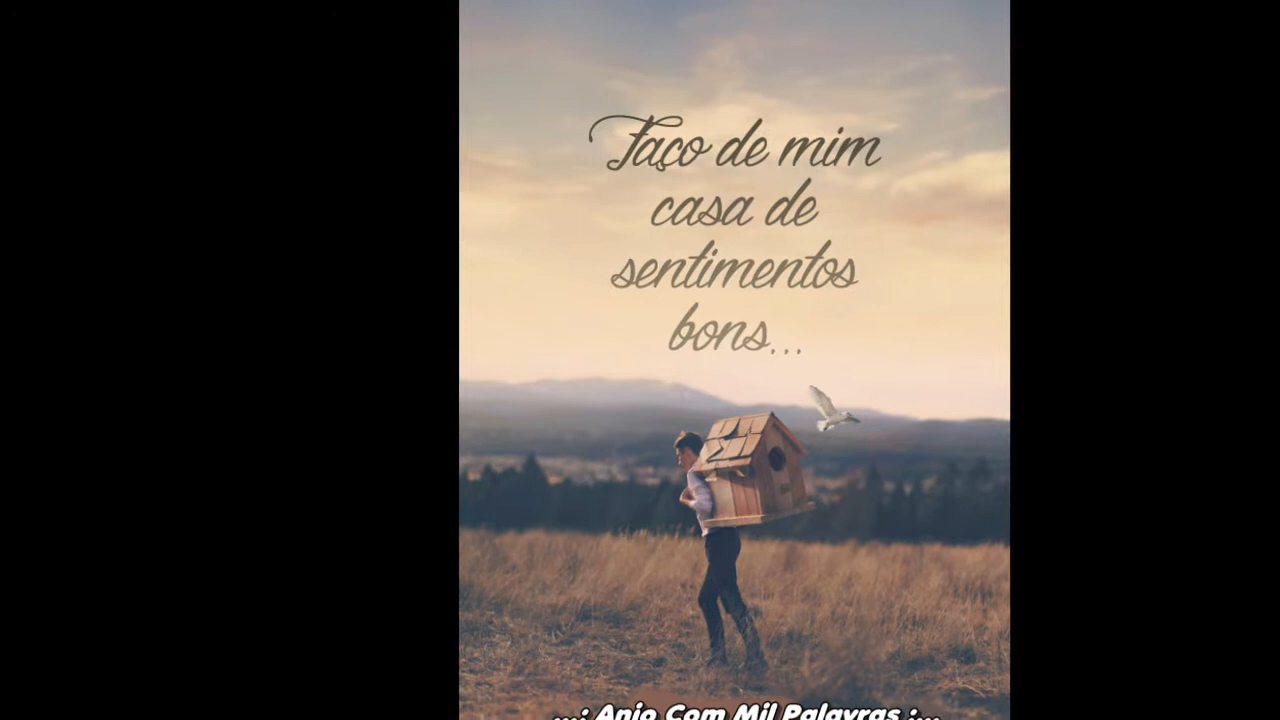 Faço de mim
casa de
sentimentos
bons...
...: Anjo Com Mil Palavras :...